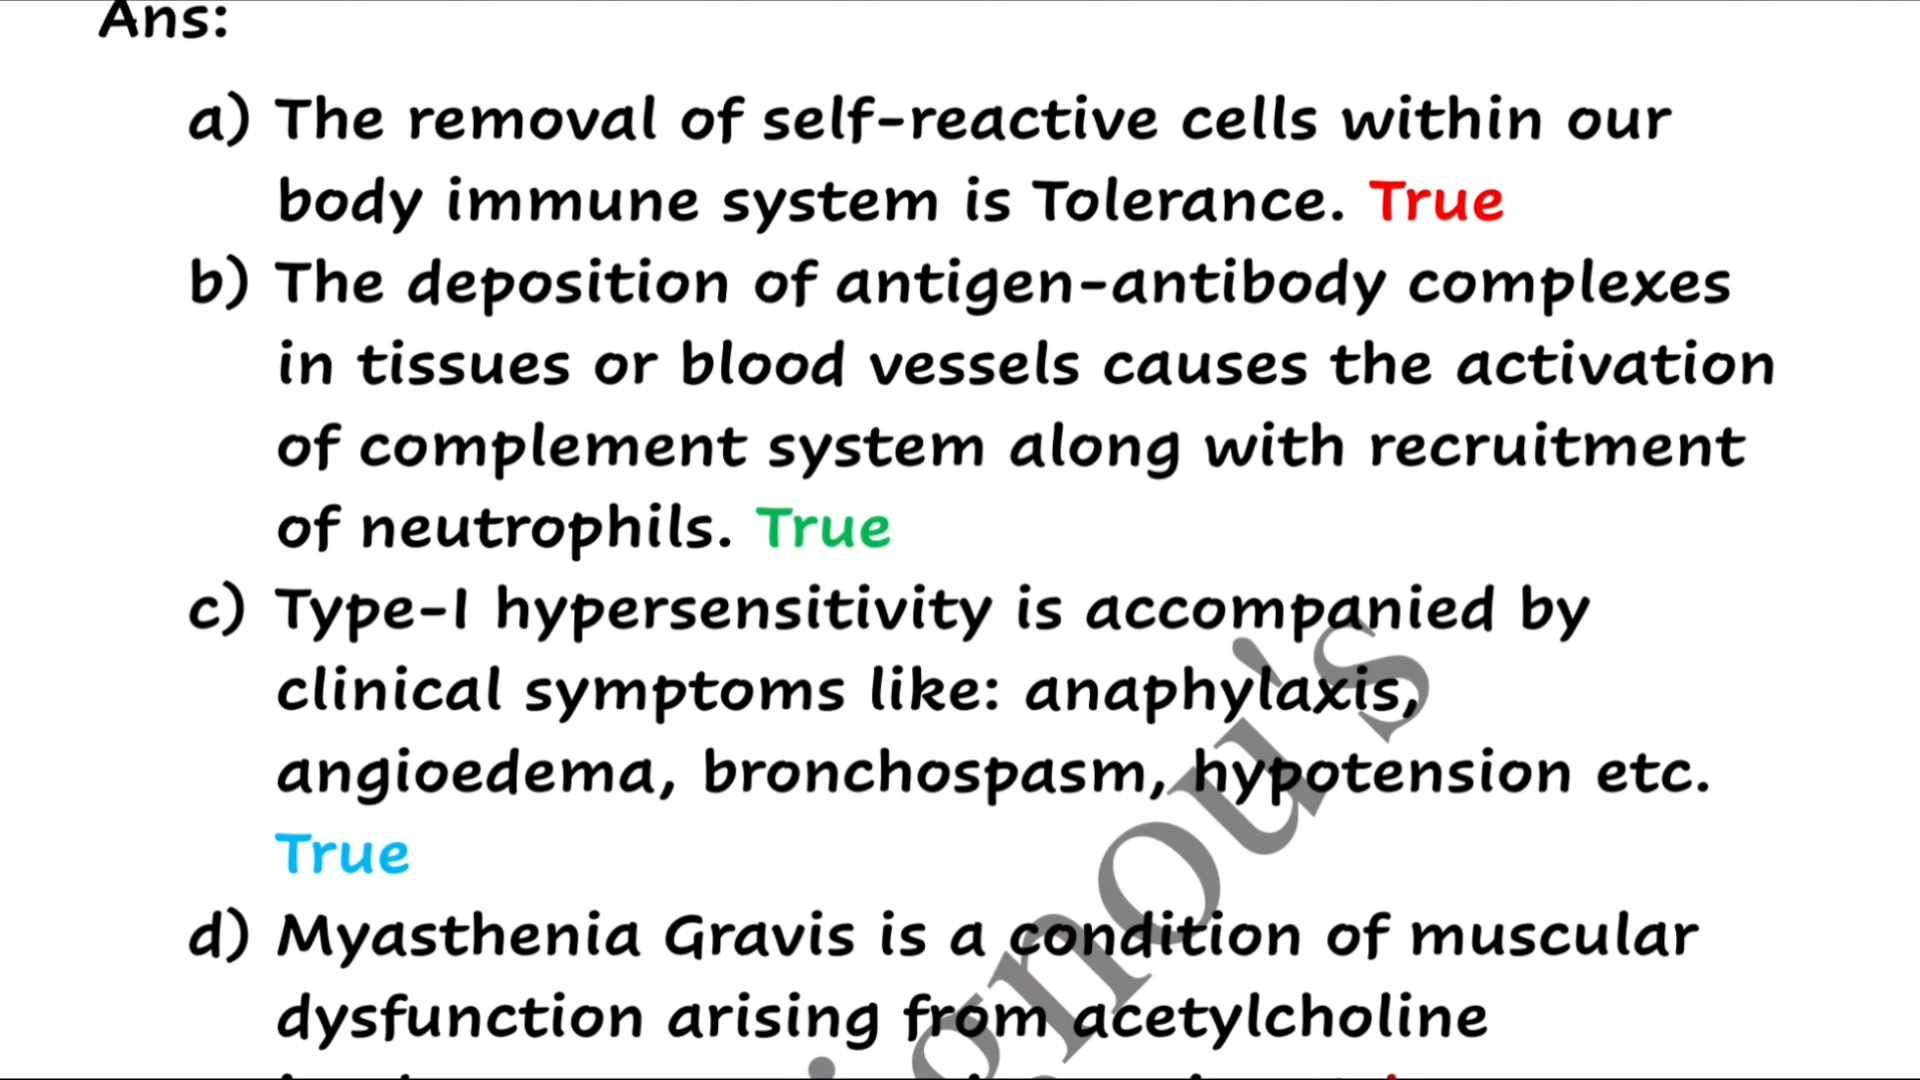 Ans:
a) The removal of self-reactive cells within our
body immune system is Tolerance. True
b) The deposition of antigen-antibody complexes
in tissues or blood vessels causes the activation
of complement system along with recruitment
of neutrophils. True
c) Type-I hypersensitivity is accompanied by
clinical symptoms like: anaphylaxis,
angioedema, bronchospasm, hypotension etc.
True
d) Myasthenia Gravis is a condition of muscular
dysfunction arising from acetylcholine